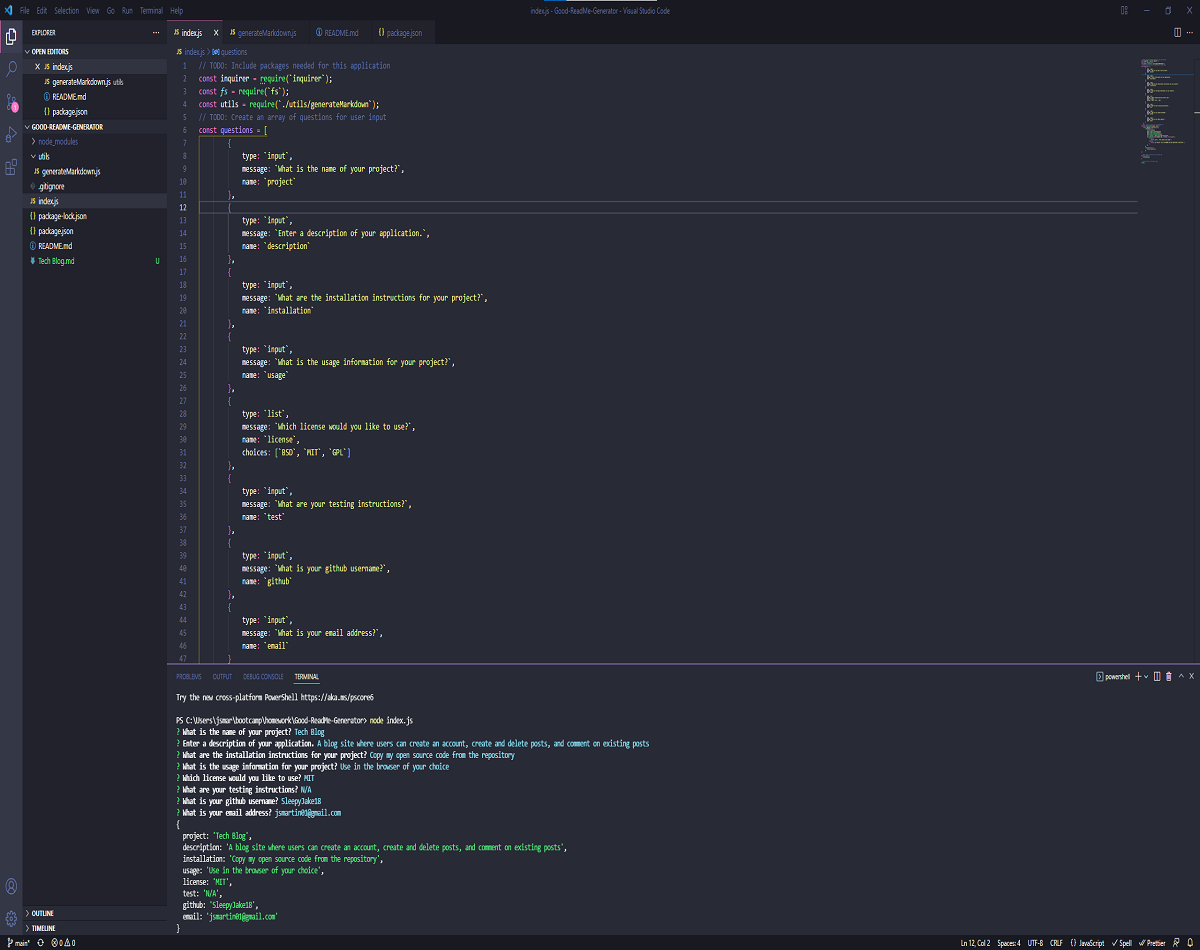 File Edit Selection View Go Run Terminal Help
index.js - Good-ReadMe-Generator - Visual Studio Code
EXPLORER
OPEN EDITORS
X JS index.js
JS generateMarkdown.js utils
README.md
{} package.json
GOOD-README-GENERATOR
node_modules
utils
JS generateMarkdown.js
.gitignore
JS index.js
{} package-lock.json
{} package.json
README.md
Tech Blog.md U
OUTLINE
TIMELINE
JS index.js X JS generateMarkdown.js README.md {} package.json
JS index.js > questions
1 // TODO: Include packages needed for this application
2 const inquirer = require(`inquirer`);
3 const fs = require(`fs`);
4 const utils = require(`./utils/generateMarkdown`);
5 // TODO: Create an array of questions for user input
6 const questions = [
7 {
8 type: `input`,
9 message: `What is the name of your project?`,
10 name: `project`
11 },
12 {
13 type: `input`,
14 message: `Enter a description of your application.`,
15 name: `description`
16 },
17 {
18 type: `input`,
19 message: `What are the installation instructions for your project?`,
20 name: `installation`
21 },
22 {
23 type: `input`,
24 message: `What is the usage information for your project?`,
25 name: `usage`
26 },
27 {
28 type: `list`,
29 message: `Which license would you like to use?`,
30 name: `license`,
31 choices: [`BSD`, `MIT`, `GPL`]
32 },
33 {
34 type: `input`,
35 message: `What are your testing instructions?`,
36 name: `test`
37 },
38 {
39 type: `input`,
40 message: `What is your github username?`,
41 name: `github`
42 },
43 {
44 type: `input`,
45 message: `What is your email address?`,
46 name: `email`
47 }
PROBLEMS OUTPUT DEBUG CONSOLE TERMINAL
powershell
Try the new cross-platform PowerShell https://aka.ms/pscore6
PS C:\Users\jsmar\bootcamp\homework\Good-ReadMe-Generator> node index.js
? What is the name of your project? Tech Blog
? Enter a description of your application. A blog site where users can create an account, create and delete posts, and comment on existing posts
? What are the installation instructions for your project? Copy my open source code from the repository
? What is the usage information for your project? Use in the browser of your choice
? Which license would you like to use? MIT
? What are your testing instructions? N/A
? What is your github username? SleepyJake18
? What is your email address? jsmartin01@gmail.com
{
project: 'Tech Blog',
description: 'A blog site where users can create an account, create and delete posts, and comment on existing posts',
installation: 'Copy my open source code from the repository',
usage: 'Use in the browser of your choice',
license: 'MIT',
test: 'N/A',
github: 'SleepyJake18',
email: 'jsmartin01@gmail.com'
}
main* 0 0
Ln 12, Col 2 Spaces: 4 UTF-8 CRLF {} JavaScript Spell Prettier